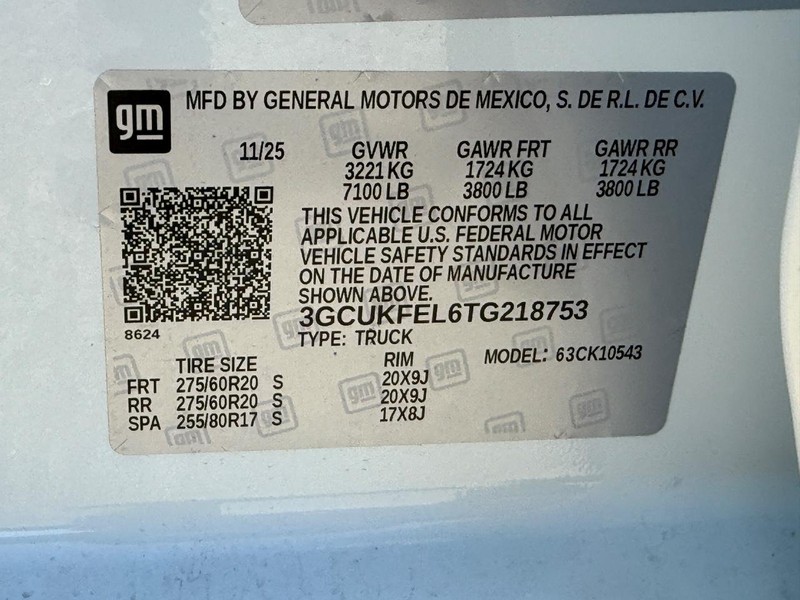 gm MFD BY GENERAL MOTORS DE MEXICO, S. DE R.L. DE C.V.
11/25 GVWR GAWR FRT GAWR RR
3221 KG 1724 KG 1724 KG
7100 LB 3800 LB 3800 LB
THIS VEHICLE CONFORMS TO ALL
APPLICABLE U.S. FEDERAL MOTOR
VEHICLE SAFETY STANDARDS IN EFFECT
ON THE DATE OF MANUFACTURE
SHOWN ABOVE.
3GCUKFEL6TG218753
8624 TYPE: TRUCK
TIRE SIZE RIM MODEL: 63CK10543
FRT 275/60R20 S 20X9J
RR 275/60R20 S 20X9J
SPA 255/80R17 S 17X8J